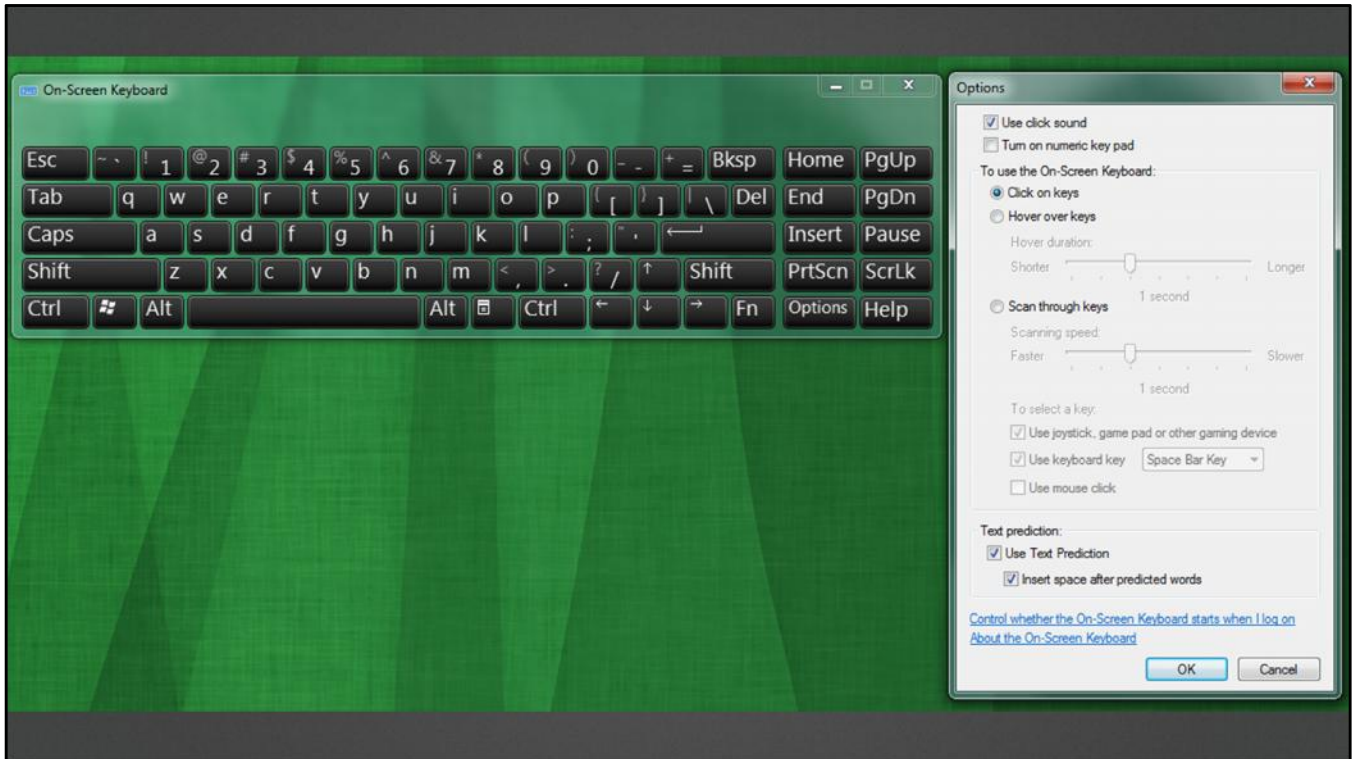 On-Screen Keyboard
Esc ~ ` ! 1 @ 2 # 3 $ 4 % 5 ^ 6 & 7 * 8 ( 9 ) 0 _ - + = Bksp Home PgUp
Tab q w e r t y u i o p { [ } ] | \ Del End PgDn
Caps a s d f g h j k l : ; " ' Insert Pause
Shift z x c v b n m < , > . ? / ↑ Shift PrtScn ScrLk
Ctrl Alt Alt Ctrl ← ↓ → Fn Options Help
Options
Use click sound
Turn on numeric key pad
To use the On-Screen Keyboard:
Click on keys
Hover over keys
Hover duration:
Shorter Longer
1 second
Scan through keys
Scanning speed:
Faster Slower
1 second
To select a key:
Use joystick, game pad or other gaming device
Use keyboard key Space Bar Key
Use mouse click
Text prediction:
Use Text Prediction
Insert space after predicted words
Control whether the On-Screen Keyboard starts when I log on
About the On-Screen Keyboard
OK Cancel